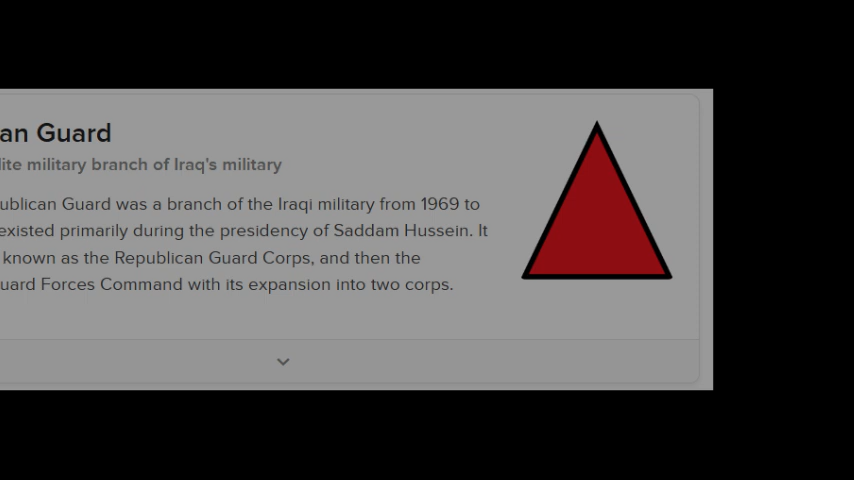 an Guard
lite military branch of Iraq's military
ublican Guard was a branch of the Iraqi military from 1969 to
existed primarily during the presidency of Saddam Hussein. It
known as the Republican Guard Corps, and then the
uard Forces Command with its expansion into two corps.